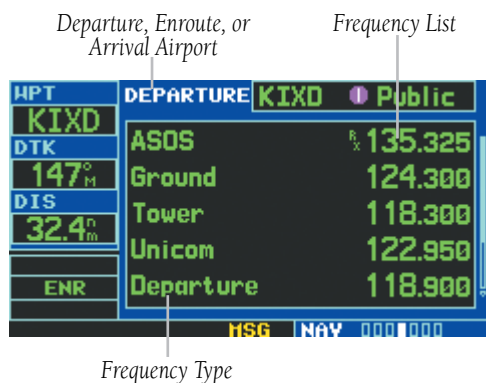 Departure, Enroute, or
Arrival Airport
Frequency List
WPT
KIXD
DTK
147°M
DIS
32.4nm
ENR
DEPARTURE KIXD Public
ASOS Rx 135.325
Ground 124.300
Tower 118.300
Unicom 122.950
Departure 118.900
MSG NAV
Frequency Type